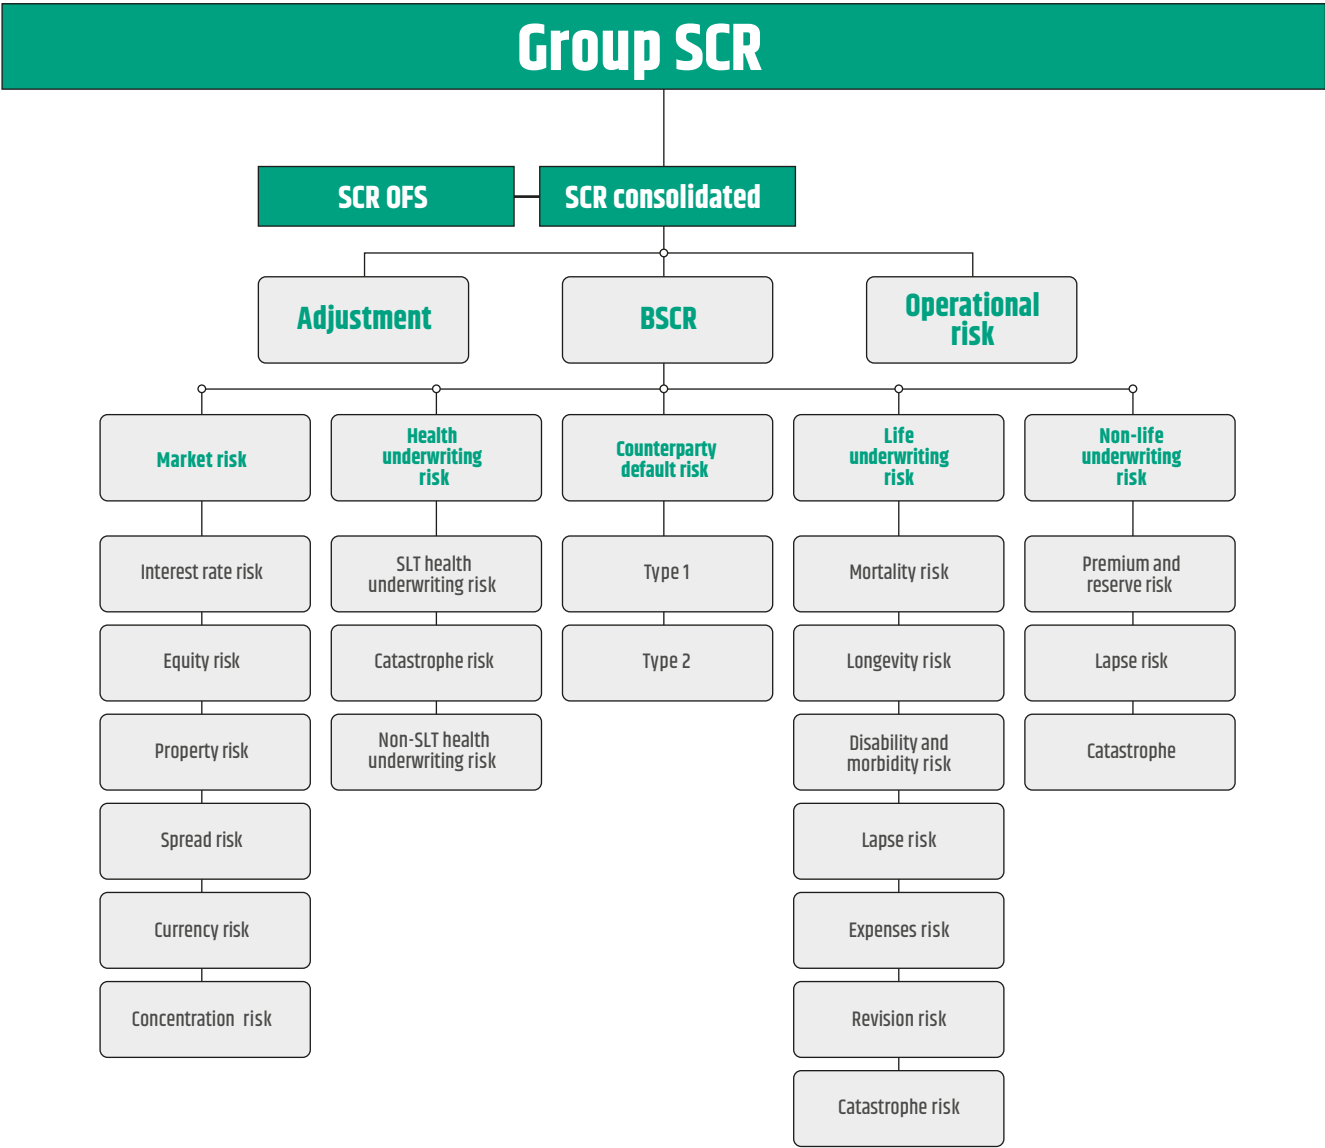 Group SCR
SCR OFS
SCR consolidated
Adjustment
BSCR
Operational
risk
Market risk
Health
underwriting
risk
Counterparty
default risk
Life
underwriting
risk
Non-life
underwriting
risk
Interest rate risk
SLT health
underwriting risk
Type 1
Mortality risk
Premium and
reserve risk
Equity risk
Catastrophe risk
Type 2
Longevity risk
Lapse risk
Property risk
Non-SLT health
underwriting risk
Disability and
morbidity risk
Catastrophe
Spread risk
Lapse risk
Currency risk
Expenses risk
Concentration risk
Revision risk
Catastrophe risk